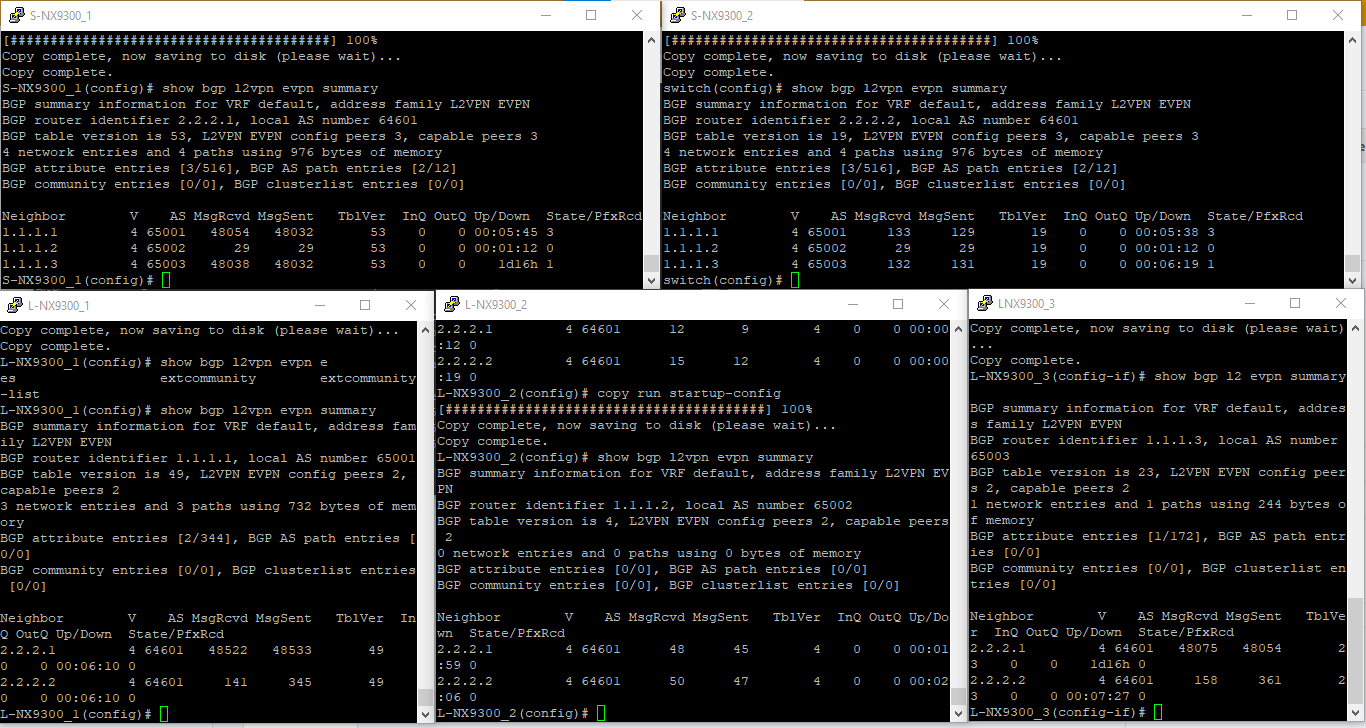 S-NX9300_1
[########################################] 100%
Copy complete, now saving to disk (please wait)...
Copy complete.
S-NX9300_1(config)# show bgp l2vpn evpn summary
BGP summary information for VRF default, address family L2VPN EVPN
BGP router identifier 2.2.2.1, local AS number 64601
BGP table version is 53, L2VPN EVPN config peers 3, capable peers 3
4 network entries and 4 paths using 976 bytes of memory
BGP attribute entries [3/516], BGP AS path entries [2/12]
BGP community entries [0/0], BGP clusterlist entries [0/0]
Neighbor        V    AS MsgRcvd MsgSent   TblVer  InQ OutQ Up/Down  State/PfxRcd
1.1.1.1         4 65001   48054   48032       53    0    0 00:05:45 3
1.1.1.2         4 65002      29      29       53    0    0 00:01:12 0
1.1.1.3         4 65003   48038   48032       53    0    0    1d16h 1
S-NX9300_1(config)#
S-NX9300_2
[########################################] 100%
Copy complete, now saving to disk (please wait)...
Copy complete.
switch(config)# show bgp l2vpn evpn summary
BGP summary information for VRF default, address family L2VPN EVPN
BGP router identifier 2.2.2.2, local AS number 64601
BGP table version is 19, L2VPN EVPN config peers 3, capable peers 3
4 network entries and 4 paths using 976 bytes of memory
BGP attribute entries [3/516], BGP AS path entries [2/12]
BGP community entries [0/0], BGP clusterlist entries [0/0]
Neighbor        V    AS MsgRcvd MsgSent   TblVer  InQ OutQ Up/Down  State/PfxRcd
1.1.1.1         4 65001     133     129       19    0    0 00:05:38 3
1.1.1.2         4 65002      29      29       19    0    0 00:01:12 0
1.1.1.3         4 65003     132     131       19    0    0 00:06:19 1
switch(config)#
L-NX9300_1
Copy complete, now saving to disk (please wait)...
Copy complete.
L-NX9300_1(config)# show bgp l2vpn evpn e
es                  extcommunity        extcommunity
-list
L-NX9300_1(config)# show bgp l2vpn evpn summary
BGP summary information for VRF default, address fam
ily L2VPN EVPN
BGP router identifier 1.1.1.1, local AS number 65001
BGP table version is 49, L2VPN EVPN config peers 2,
capable peers 2
3 network entries and 3 paths using 732 bytes of mem
ory
BGP attribute entries [2/344], BGP AS path entries [
0/0]
BGP community entries [0/0], BGP clusterlist entries
[0/0]
Neighbor        V    AS MsgRcvd MsgSent   TblVer  In
Q OutQ Up/Down  State/PfxRcd
2.2.2.1         4 64601   48522   48533       49
0    0 00:06:10 0
2.2.2.2         4 64601     141     345       49
0    0 00:06:10 0
L-NX9300_1(config)#
L-NX9300_2
2.2.2.1         4 64601      12       9        4    0    0 00:00
:12 0
2.2.2.2         4 64601      15      12        4    0    0 00:00
:19 0
L-NX9300_2(config)# copy run startup-config
[########################################] 100%
Copy complete, now saving to disk (please wait)...
Copy complete.
L-NX9300_2(config)# show bgp l2vpn evpn summary
BGP summary information for VRF default, address family L2VPN EV
PN
BGP router identifier 1.1.1.2, local AS number 65002
BGP table version is 4, L2VPN EVPN config peers 2, capable peers
2
0 network entries and 0 paths using 0 bytes of memory
BGP attribute entries [0/0], BGP AS path entries [0/0]
BGP community entries [0/0], BGP clusterlist entries [0/0]
Neighbor        V    AS MsgRcvd MsgSent   TblVer  InQ OutQ Up/Do
wn  State/PfxRcd
2.2.2.1         4 64601      48      45        4    0    0 00:01
:59 0
2.2.2.2         4 64601      50      47        4    0    0 00:02
:06 0
L-NX9300_2(config)#
LNX9300_3
Copy complete, now saving to disk (please wait)
...
Copy complete.
L-NX9300_3(config-if)# show bgp l2 evpn summary
BGP summary information for VRF default, addres
s family L2VPN EVPN
BGP router identifier 1.1.1.3, local AS number
65003
BGP table version is 23, L2VPN EVPN config peer
s 2, capable peers 2
1 network entries and 1 paths using 244 bytes o
f memory
BGP attribute entries [1/172], BGP AS path entr
ies [0/0]
BGP community entries [0/0], BGP clusterlist en
tries [0/0]
Neighbor        V    AS MsgRcvd MsgSent   TblVe
r  InQ OutQ Up/Down  State/PfxRcd
2.2.2.1         4 64601   48075   48054       2
3    0    0    1d16h 0
2.2.2.2         4 64601     158     361       2
3    0    0 00:07:27 0
L-NX9300_3(config-if)#